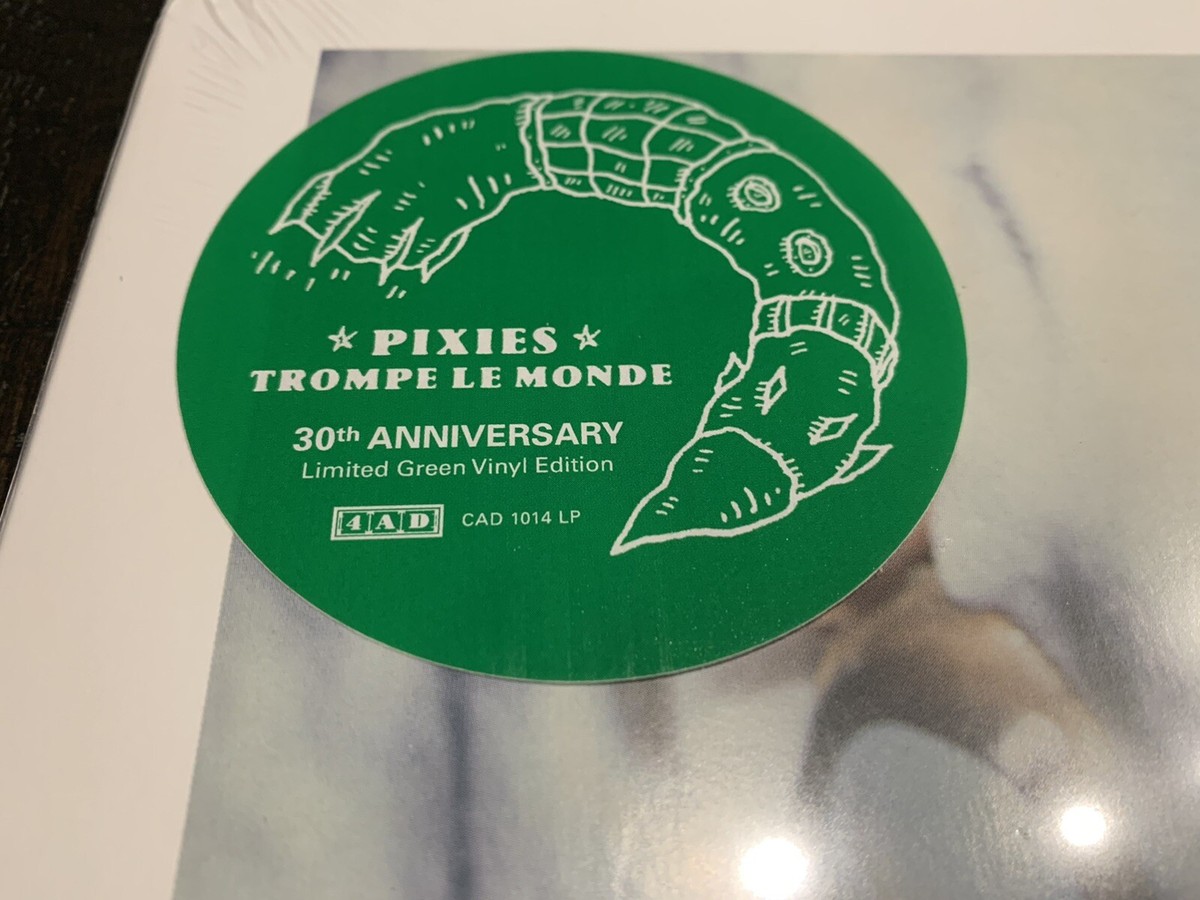 PIXIES
TROMPE LE MONDE
30th ANNIVERSARY
Limited Green Vinyl Edition
4AD CAD 1014 LP